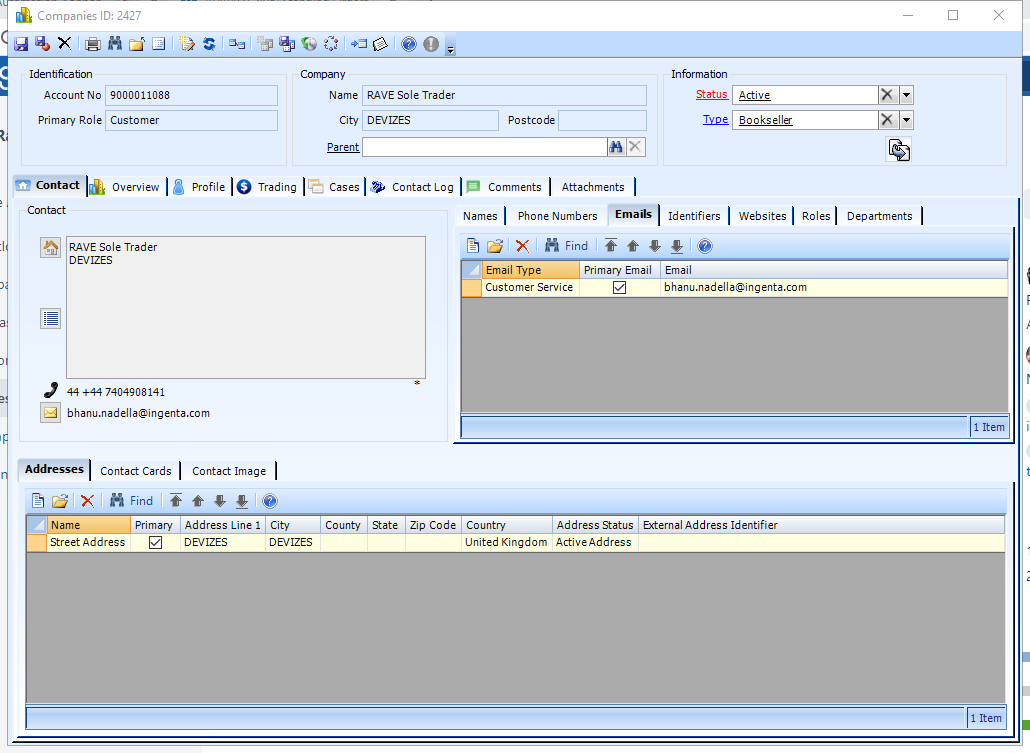 Companies ID: 2427
Identification
Account No 9000011088
Primary Role Customer
Company
Name RAVE Sole Trader
City DEVIZES Postcode
Parent
Information
Status Active
Type Bookseller
Contact Overview Profile Trading Cases Contact Log Comments Attachments
Contact
RAVE Sole Trader
DEVIZES
*
44 +44 7404908141
bhanu.nadella@ingenta.com
Names Phone Numbers Emails Identifiers Websites Roles Departments
Find
Email Type Primary Email Email
Customer Service bhanu.nadella@ingenta.com
1 Item
Addresses Contact Cards Contact Image
Find
Name Primary Address Line 1 City County State Zip Code Country Address Status External Address Identifier
Street Address DEVIZES DEVIZES United Kingdom Active Address
1 Item